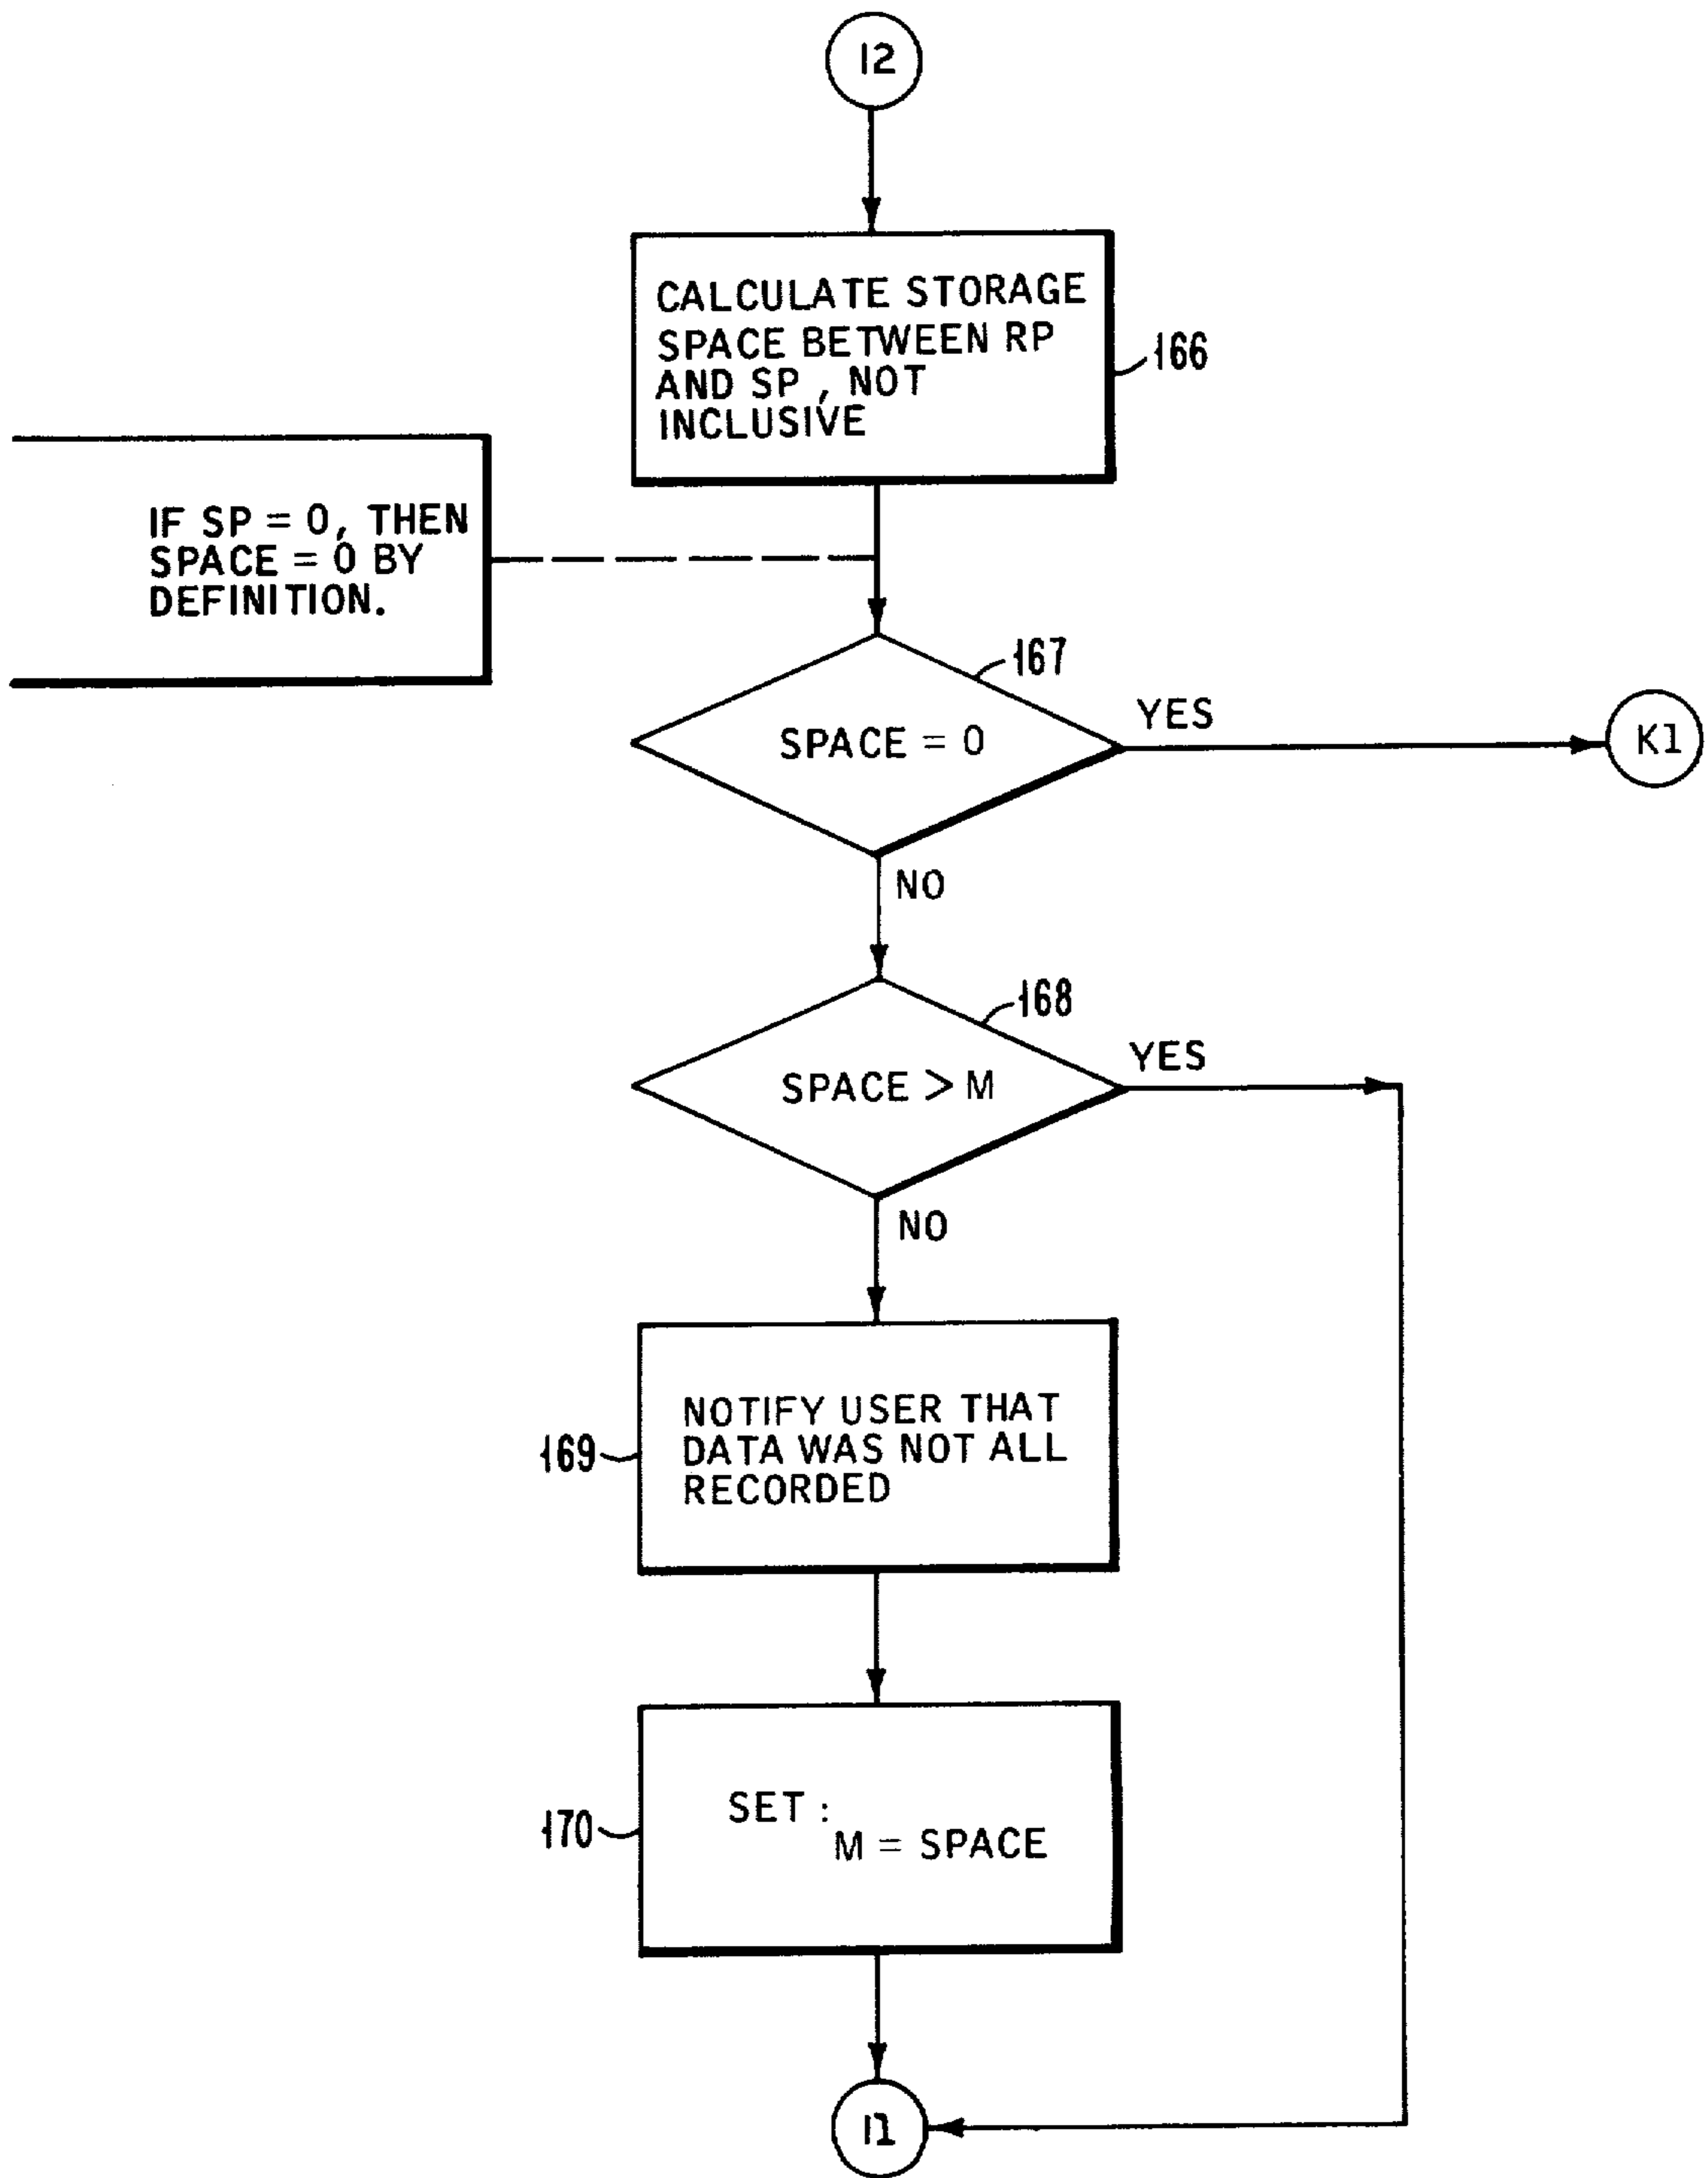 I2
CALCULATE STORAGE
SPACE BETWEEN RP
AND SP, NOT
INCLUSIVE
166
IF SP = 0, THEN
SPACE = 0 BY
DEFINITION.
167
SPACE = 0
YES
K1
NO
168
SPACE > M
YES
NO
169
NOTIFY USER THAT
DATA WAS NOT ALL
RECORDED
170
SET :
M = SPACE
I1